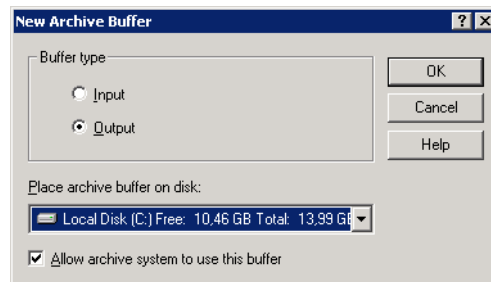 New Archive Buffer
Buffer type
Input
Output
OK
Cancel
Help
Place archive buffer on disk:
Local Disk (C:) Free: 10,46 GB Total: 13,99 GB
Allow archive system to use this buffer